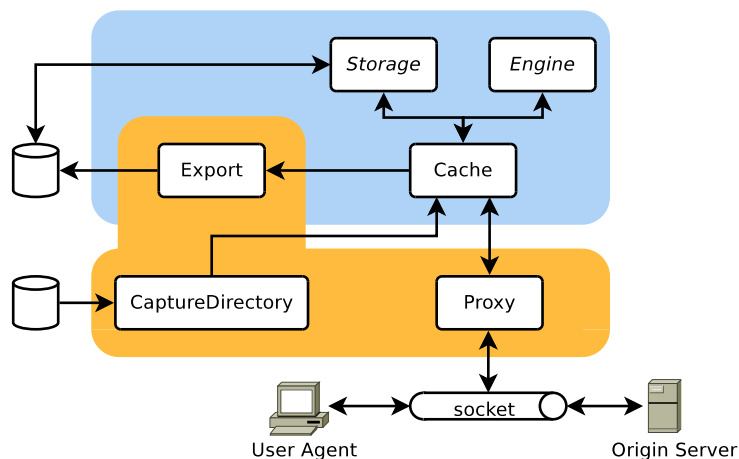 Storage
Engine
Export
Cache
CaptureDirectory
Proxy
socket
User Agent
Origin Server